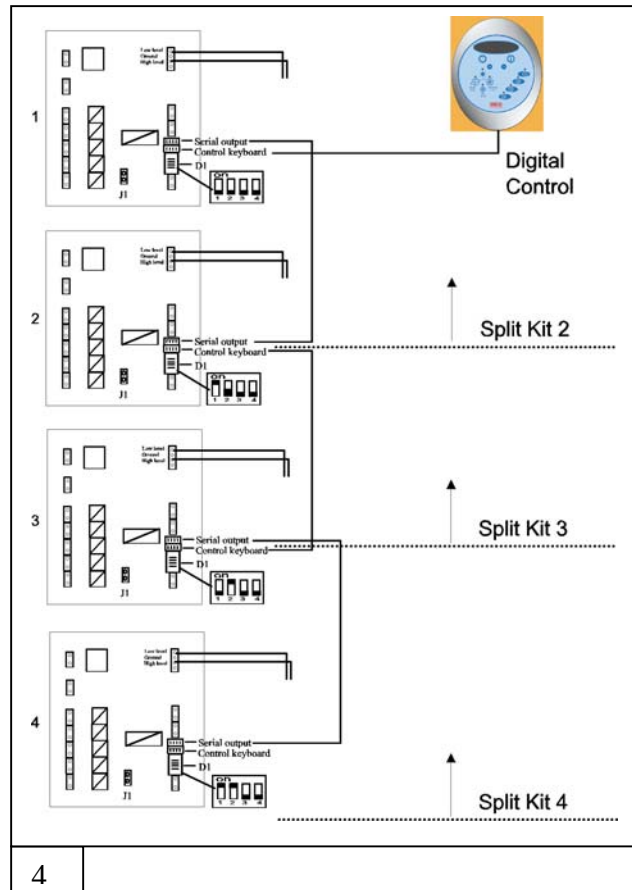 Low level
Ground
High level
1
Serial output
Control keyboard
D1
J1
on
1 2 3 4
Digital
Control
Low level
Ground
High level
2
Serial output
Control keyboard
D1
J1
on
1 2 3 4
Split Kit 2
Low level
Ground
High level
3
Serial output
Control keyboard
D1
J1
on
1 2 3 4
Split Kit 3
Low level
Ground
High level
4
Serial output
Control keyboard
D1
J1
on
1 2 3 4
Split Kit 4
4